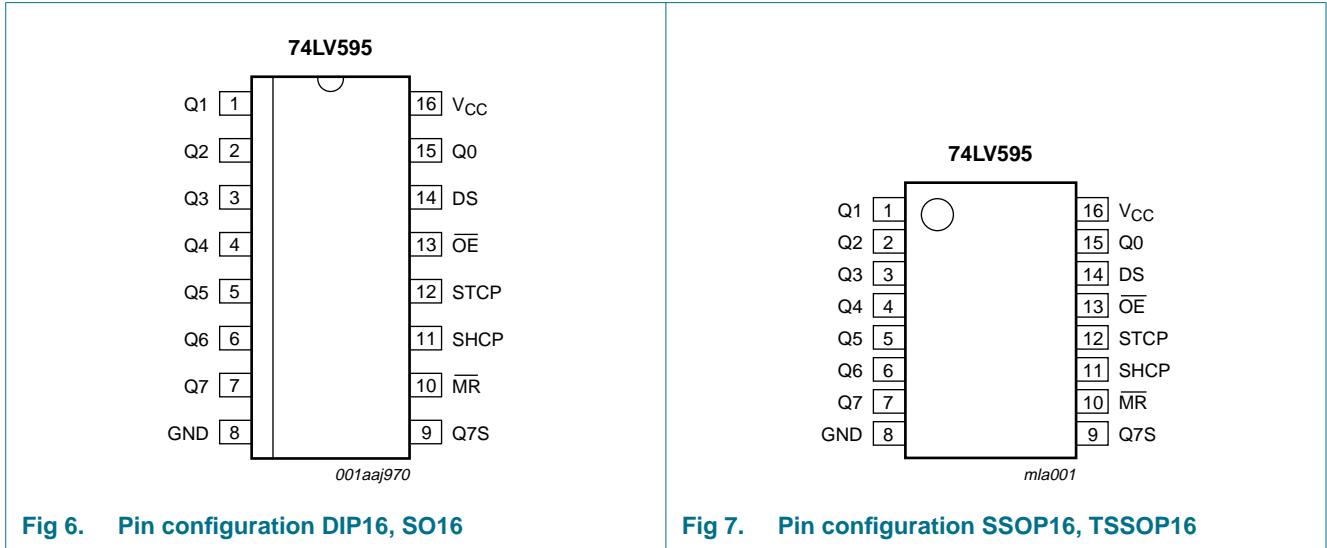 74LV595
Q1 1 16 VCC
Q2 2 15 Q0
Q3 3 14 DS
Q4 4 13 O̅E̅
Q5 5 12 STCP
Q6 6 11 SHCP
Q7 7 10 M̅R̅
GND 8 9 Q7S
001aaj970
Fig 6. Pin configuration DIP16, SO16
74LV595
Q1 1 16 VCC
Q2 2 15 Q0
Q3 3 14 DS
Q4 4 13 O̅E̅
Q5 5 12 STCP
Q6 6 11 SHCP
Q7 7 10 M̅R̅
GND 8 9 Q7S
mla001
Fig 7. Pin configuration SSOP16, TSSOP16